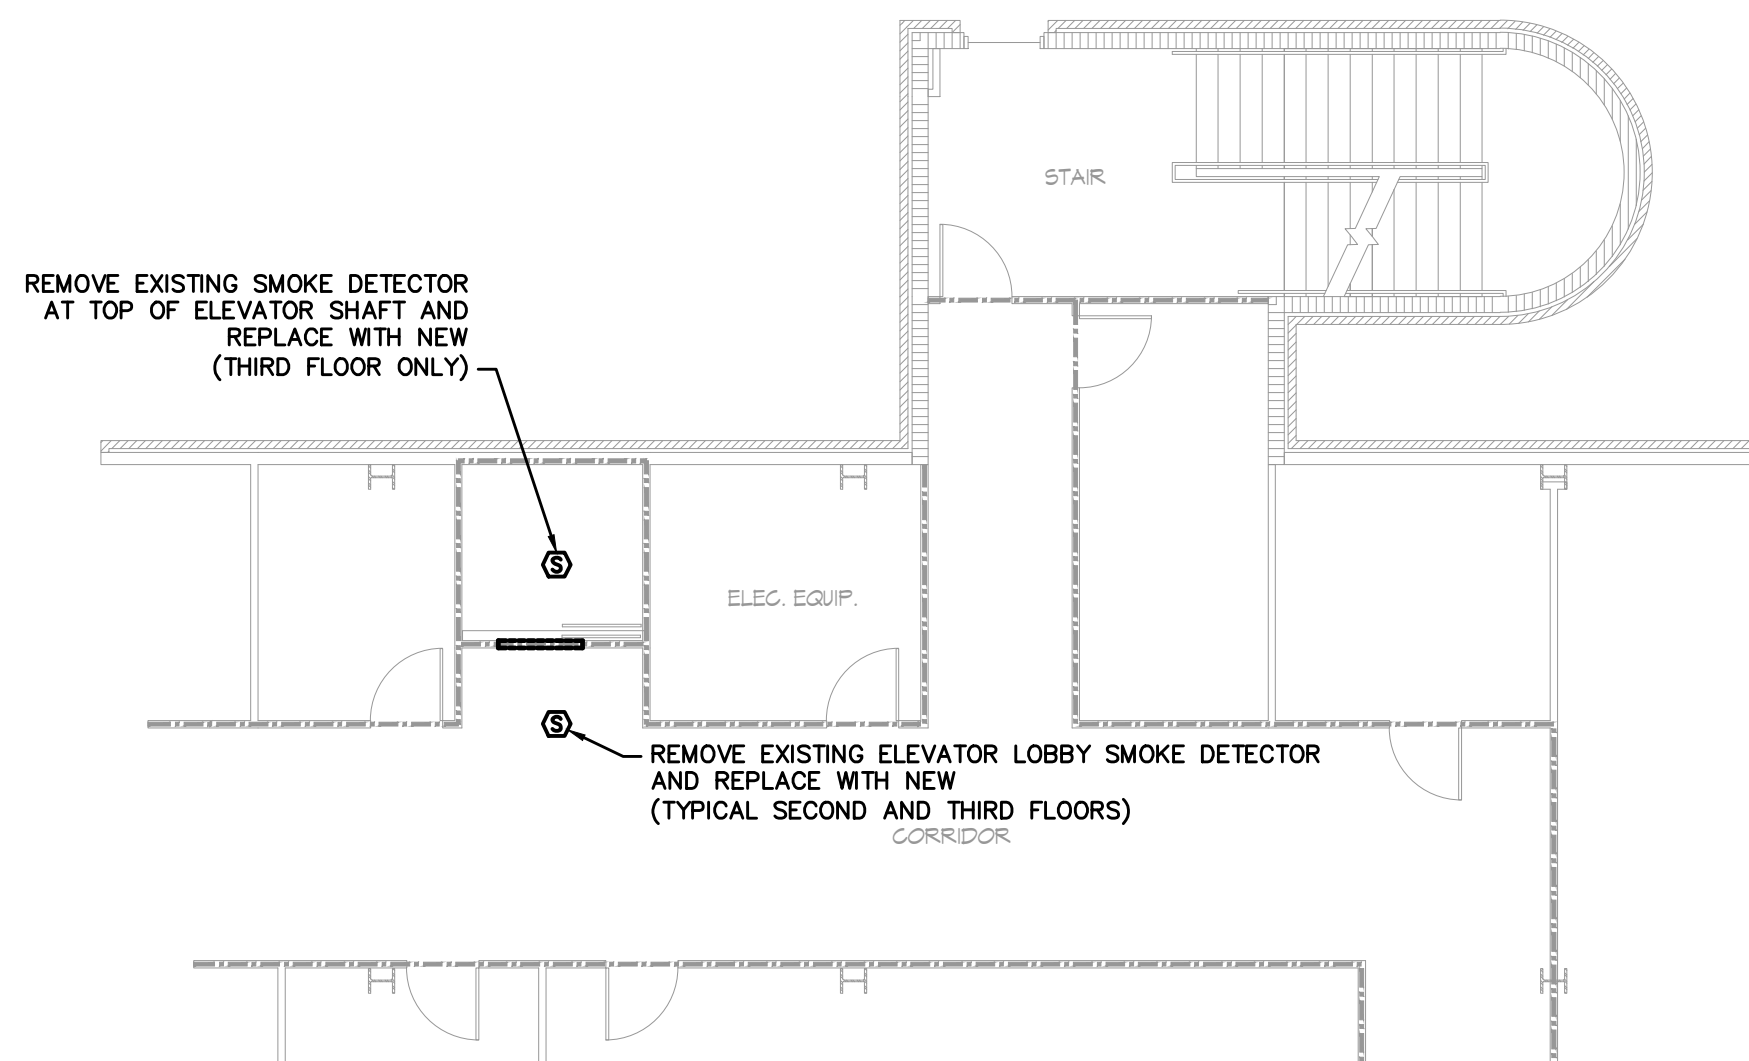 STAIR
REMOVE EXISTING SMOKE DETECTOR
AT TOP OF ELEVATOR SHAFT AND
REPLACE WITH NEW
(THIRD FLOOR ONLY)
S
ELEC. EQUIP.
S
REMOVE EXISTING ELEVATOR LOBBY SMOKE DETECTOR
AND REPLACE WITH NEW
(TYPICAL SECOND AND THIRD FLOORS)
CORRIDOR